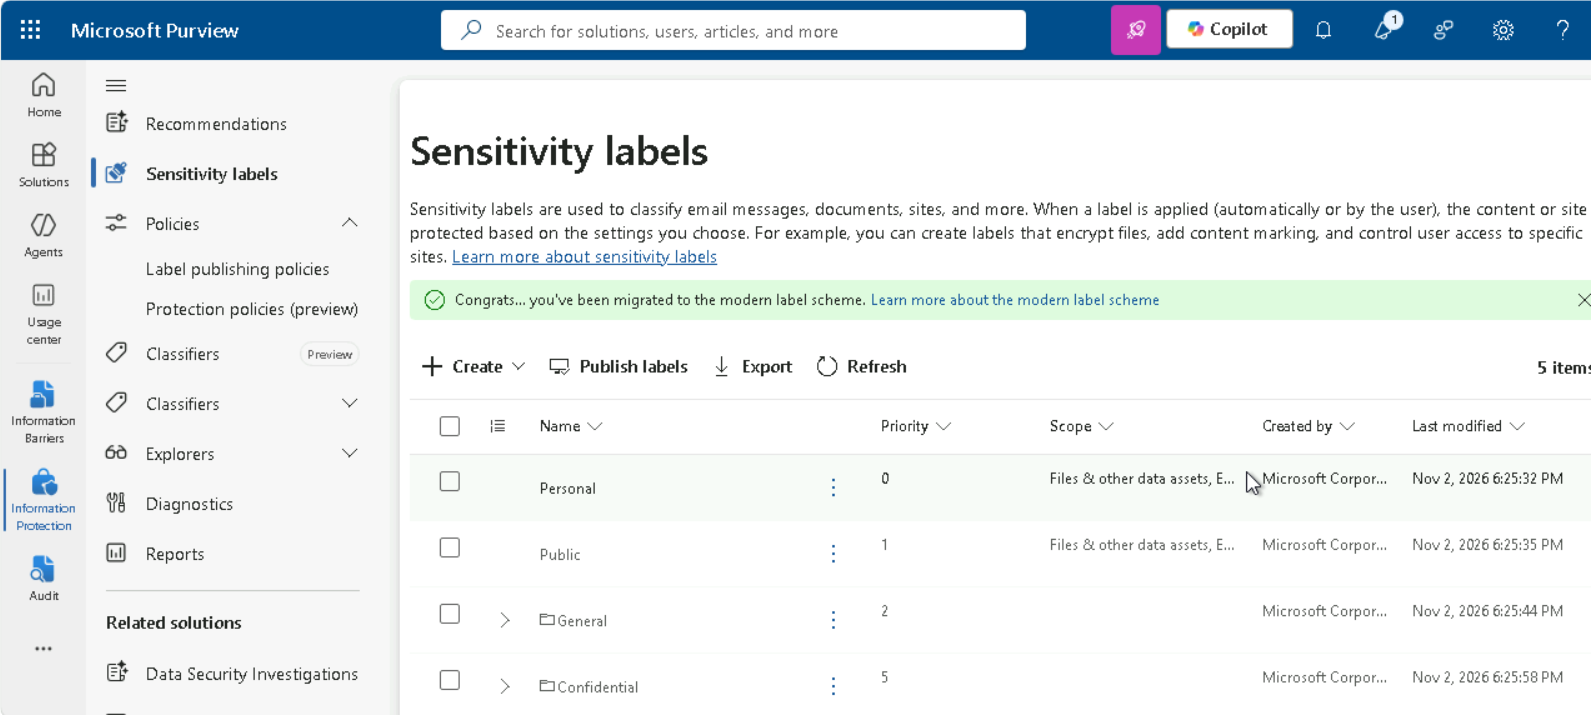 Microsoft Purview
Search for solutions, users, articles, and more
Copilot
1
?
Home
Solutions
Agents
Usage
center
Information
Barriers
Information
Protection
Audit
Recommendations
Sensitivity labels
Policies
Label publishing policies
Protection policies (preview)
Classifiers Preview
Classifiers
Explorers
Diagnostics
Reports
Related solutions
Data Security Investigations
Sensitivity labels
Sensitivity labels are used to classify email messages, documents, sites, and more. When a label is applied (automatically or by the user), the content or site
protected based on the settings you choose. For example, you can create labels that encrypt files, add content marking, and control user access to specific
sites. Learn more about sensitivity labels
Congrats... you've been migrated to the modern label scheme. Learn more about the modern label scheme
Create Publish labels Export Refresh 5 items
Name Priority Scope Created by Last modified
Personal 0 Files & other data assets, E... Microsoft Corpor... Nov 2, 2026 6:25:32 PM
Public 1 Files & other data assets, E... Microsoft Corpor... Nov 2, 2026 6:25:35 PM
General 2 Microsoft Corpor... Nov 2, 2026 6:25:44 PM
Confidential 5 Microsoft Corpor... Nov 2, 2026 6:25:58 PM